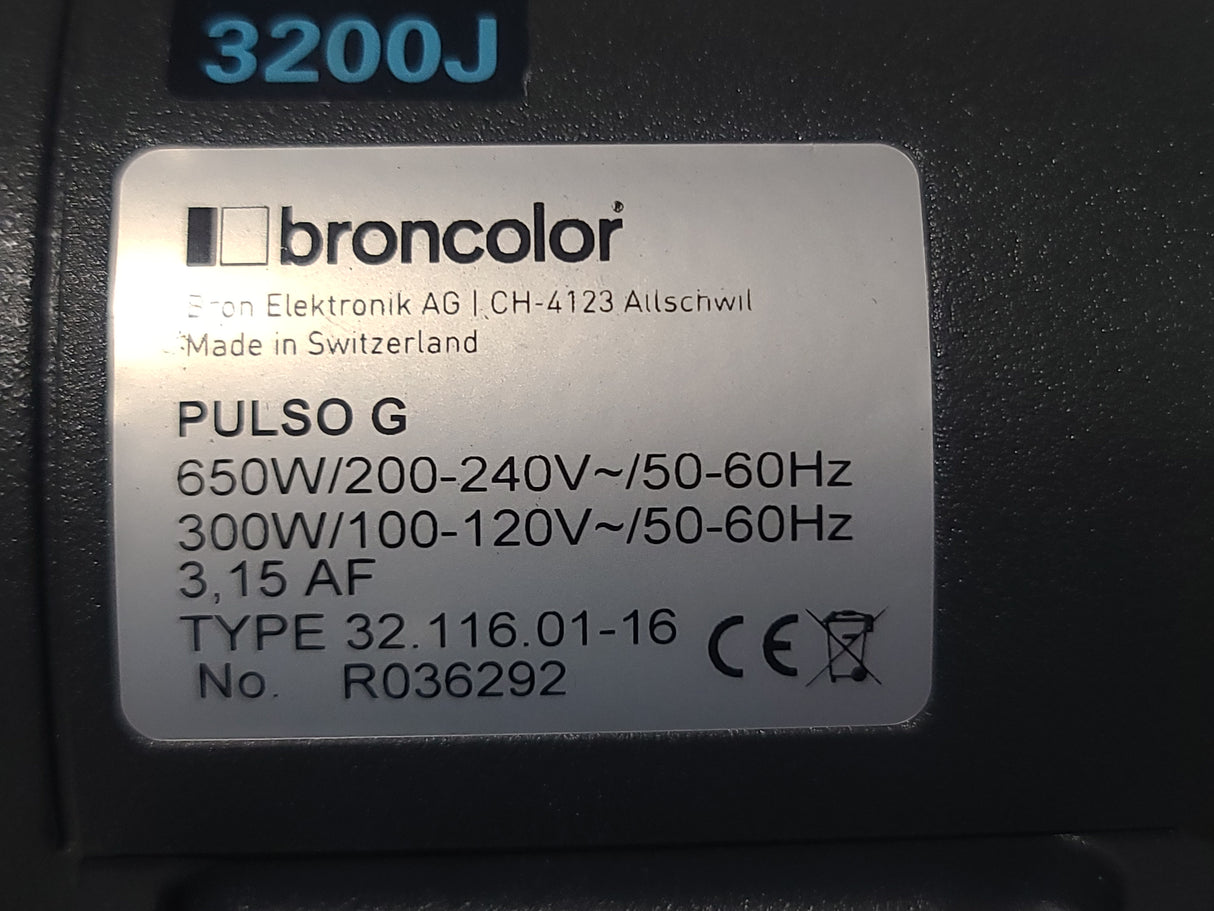 3200J
broncolor®
Bron Elektronik AG | CH-4123 Allschwil
Made in Switzerland
PULSO G
650W/200-240V~/50-60Hz
300W/100-120V~/50-60Hz
3,15 AF
TYPE 32.116.01-16
CE
No. R036292